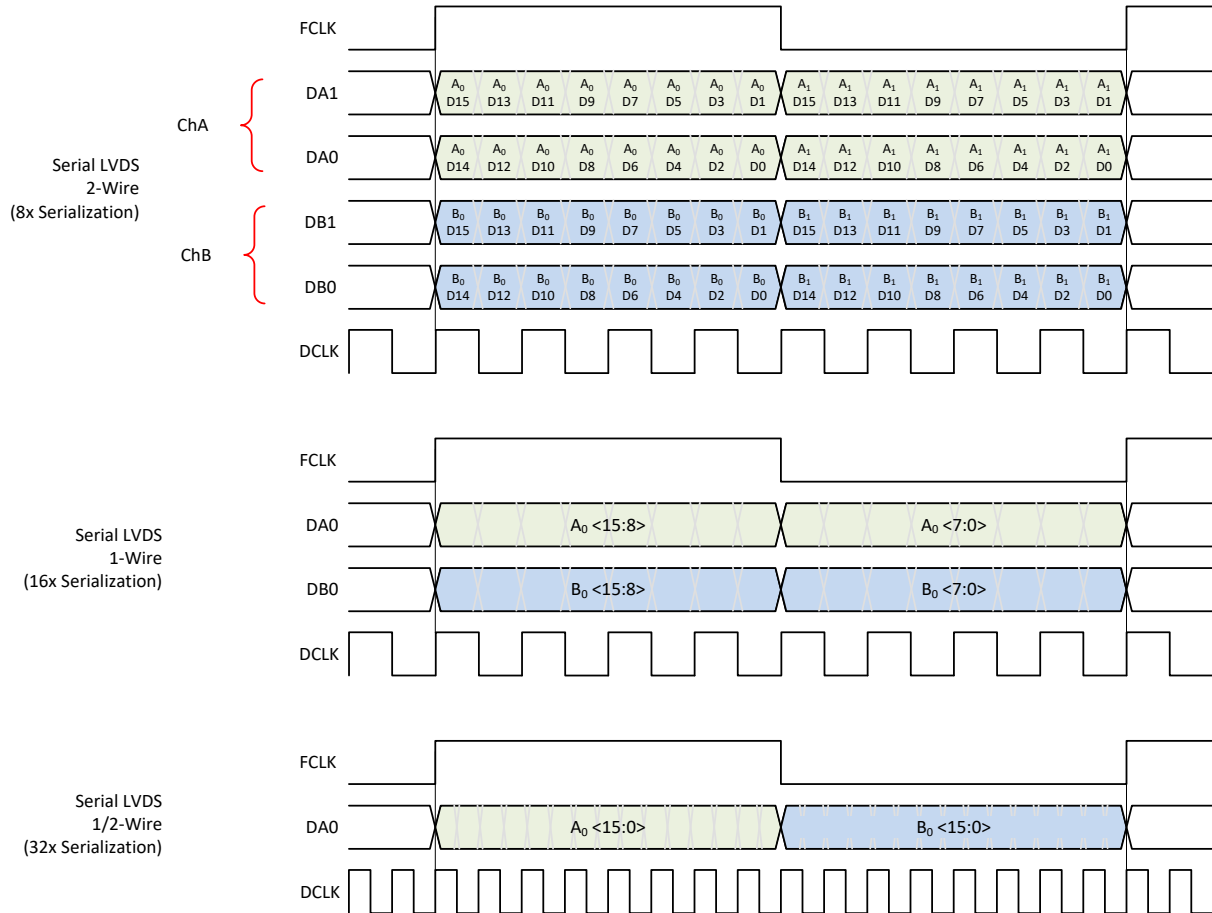 FCLK
DA1
A0 A0 A0 A0 A0 A0 A0 A0 A1 A1 A1 A1 A1 A1 A1 A1
D15 D13 D11 D9 D7 D5 D3 D1 D15 D13 D11 D9 D7 D5 D3 D1
ChA
DA0
A0 A0 A0 A0 A0 A0 A0 A0 A1 A1 A1 A1 A1 A1 A1 A1
D14 D12 D10 D8 D6 D4 D2 D0 D14 D12 D10 D8 D6 D4 D2 D0
Serial LVDS
2-Wire
(8x Serialization)
DB1
B0 B0 B0 B0 B0 B0 B0 B0 B1 B1 B1 B1 B1 B1 B1 B1
D15 D13 D11 D9 D7 D5 D3 D1 D15 D13 D11 D9 D7 D5 D3 D1
ChB
DB0
B0 B0 B0 B0 B0 B0 B0 B0 B1 B1 B1 B1 B1 B1 B1 B1
D14 D12 D10 D8 D6 D4 D2 D0 D14 D12 D10 D8 D6 D4 D2 D0
DCLK
FCLK
DA0 A0 <15:8> A0 <7:0>
Serial LVDS
1-Wire
(16x Serialization)
DB0 B0 <15:8> B0 <7:0>
DCLK
FCLK
Serial LVDS
1/2-Wire
(32x Serialization)
DA0 A0 <15:0> B0 <15:0>
DCLK